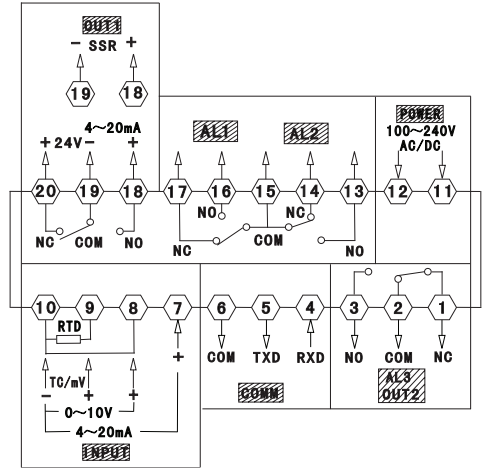 OUT1
− SSR +
19 18
4~20mA
+ 24V − +
AL1 AL2
POWER
100~240V
AC/DC
20 19 18 17 16 15 14 13 12 11
NO NC
NC COM NO
NC COM NO
10 9 8 7 6 5 4 3 2 1
RTD
+
COM TXD RXD NO COM NC
TC/mV
− + +
0~10V
4~20mA
INPUT
COMM
AL3
OUT2